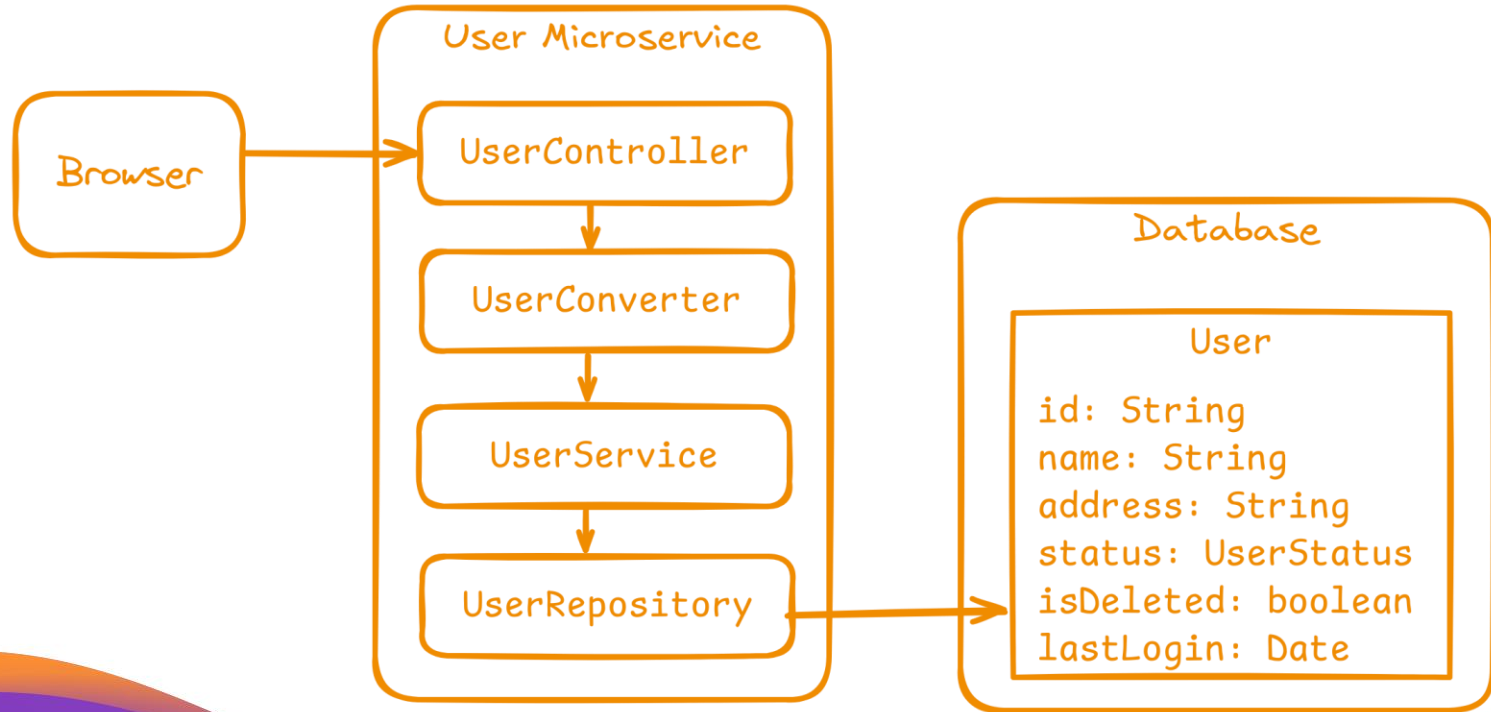 User Microservice
Browser
UserController
UserConverter
UserService
UserRepository
Database
User
id: String
name: String
address: String
status: UserStatus
isDeleted: boolean
lastLogin: Date